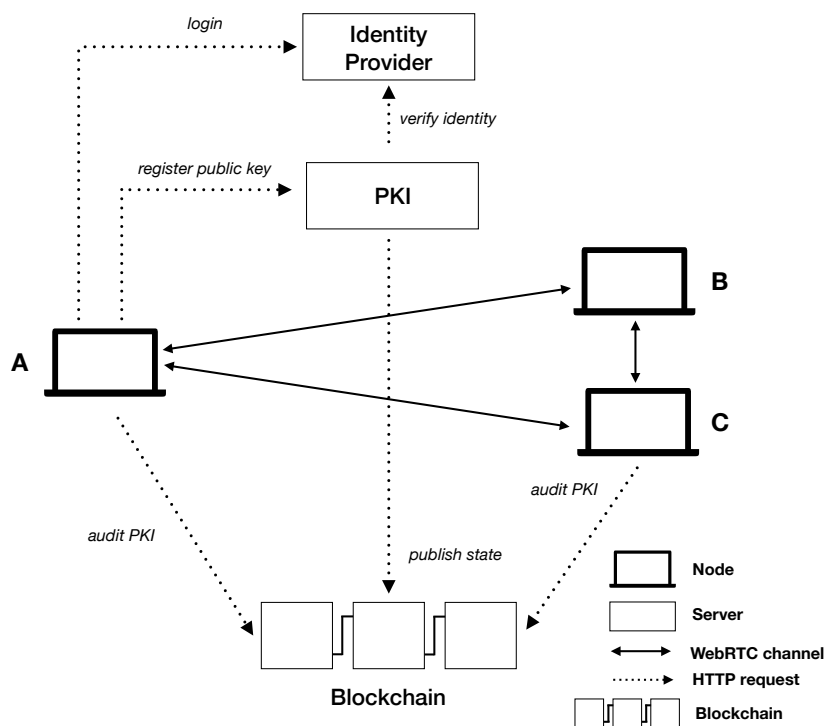 login
Identity
Provider
verify identity
register public key
PKI
B
A
C
audit PKI
audit PKI
publish state
Blockchain
Node
Server
WebRTC channel
HTTP request
Blockchain